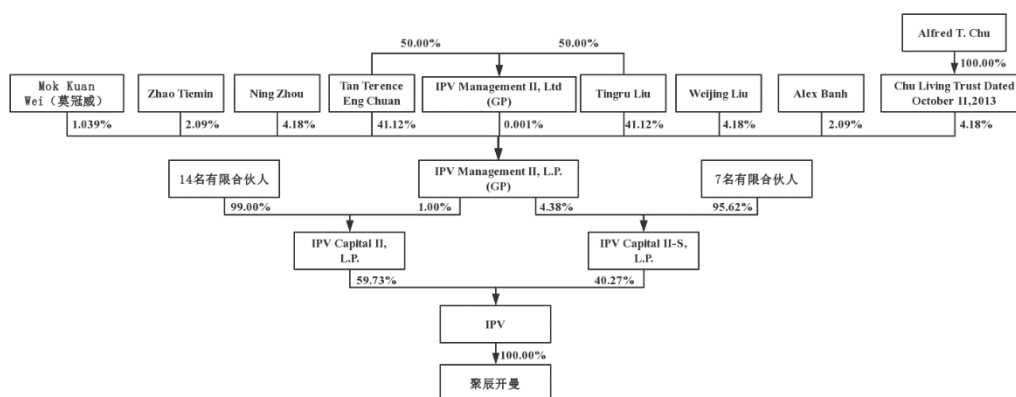 Alfred T. Chu
50.00%
50.00%
100.00%
Mok Kuan
Wei（莫冠威）
Zhao Tiemin
Ning Zhou
Tan Terence
Eng Chuan
IPV Management II, Ltd
(GP)
Tingru Liu
Weijing Liu
Alex Banh
Chu Living Trust Dated
October 11,2013
1.039%
2.09%
4.18%
41.12%
0.001%
41.12%
4.18%
2.09%
4.18%
14名有限合伙人
IPV Management II, L.P.
(GP)
7名有限合伙人
99.00%
1.00%
4.38%
95.62%
IPV Capital II,
L.P.
IPV Capital II-S,
L.P.
59.73%
40.27%
IPV
100.00%
聚辰开曼